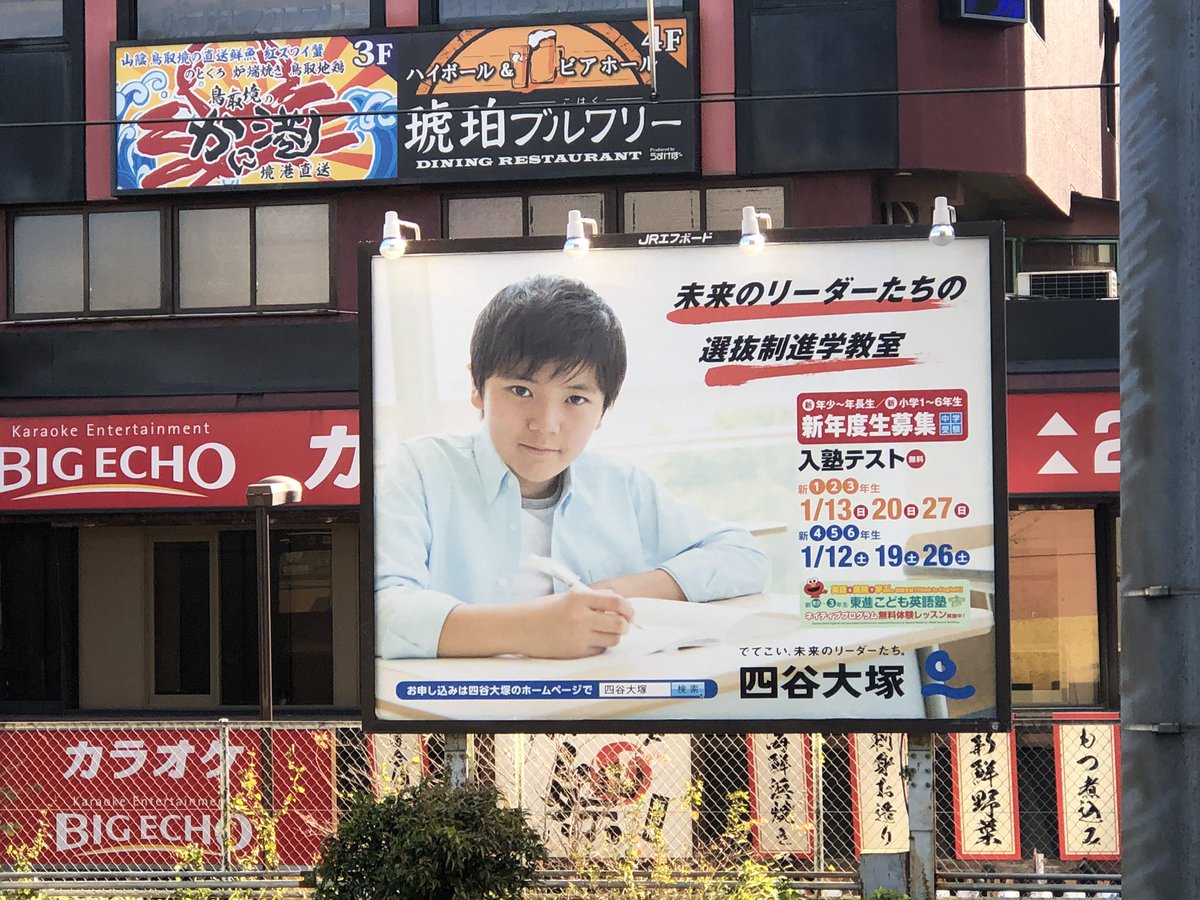 山陰 鳥取境の直送鮮魚 紅ズワイ蟹
のどぐろ 炉端焼き 鳥取地鶏
3F
鳥取境の
かに酒
境港直送
4F
ハイボール & ビアホール
こはく
琥珀ブルワリー
DINING RESTAURANT
Produced by
JRエフボード
未来のリーダーたちの
選抜制進学教室
新 年少〜年長生/新 小学1〜6年生
新年度生募集 中学受験
入塾テスト 無料
新123年生
1/13日 20日 27日
新456年生
1/12土 19土 26土
東進こども英語塾
ネイティブプログラム 無料体験レッスン実施中!
ででこい、未来のリーダーたち。
四谷大塚
お申し込みは四谷大塚のホームページで 四谷大塚 検索
Karaoke Entertainment
BIG ECHO
カ
2
カラオケ
Karaoke Entertainment
BIG ECHO
海鮮浜焼き
刺身お造り
新鮮野菜
もつ煮込み